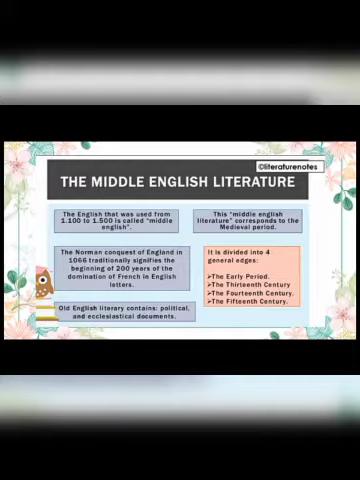 ©literaturenotes
THE MIDDLE ENGLISH LITERATURE
The English that was used from
1.100 to 1.500 is called "middle
english".
This "middle english
literature" corresponds to the
Medieval period.
The Norman conquest of England in
1066 traditionally signifies the
beginning of 200 years of the
domination of French in English
letters.
It is divided into 4
general edges:
➢The Early Period.
➢The Thirteenth Century
➢The Fourteenth Century.
➢The Fifteenth Century.
Old English literary contains: political,
and ecclesiastical documents.